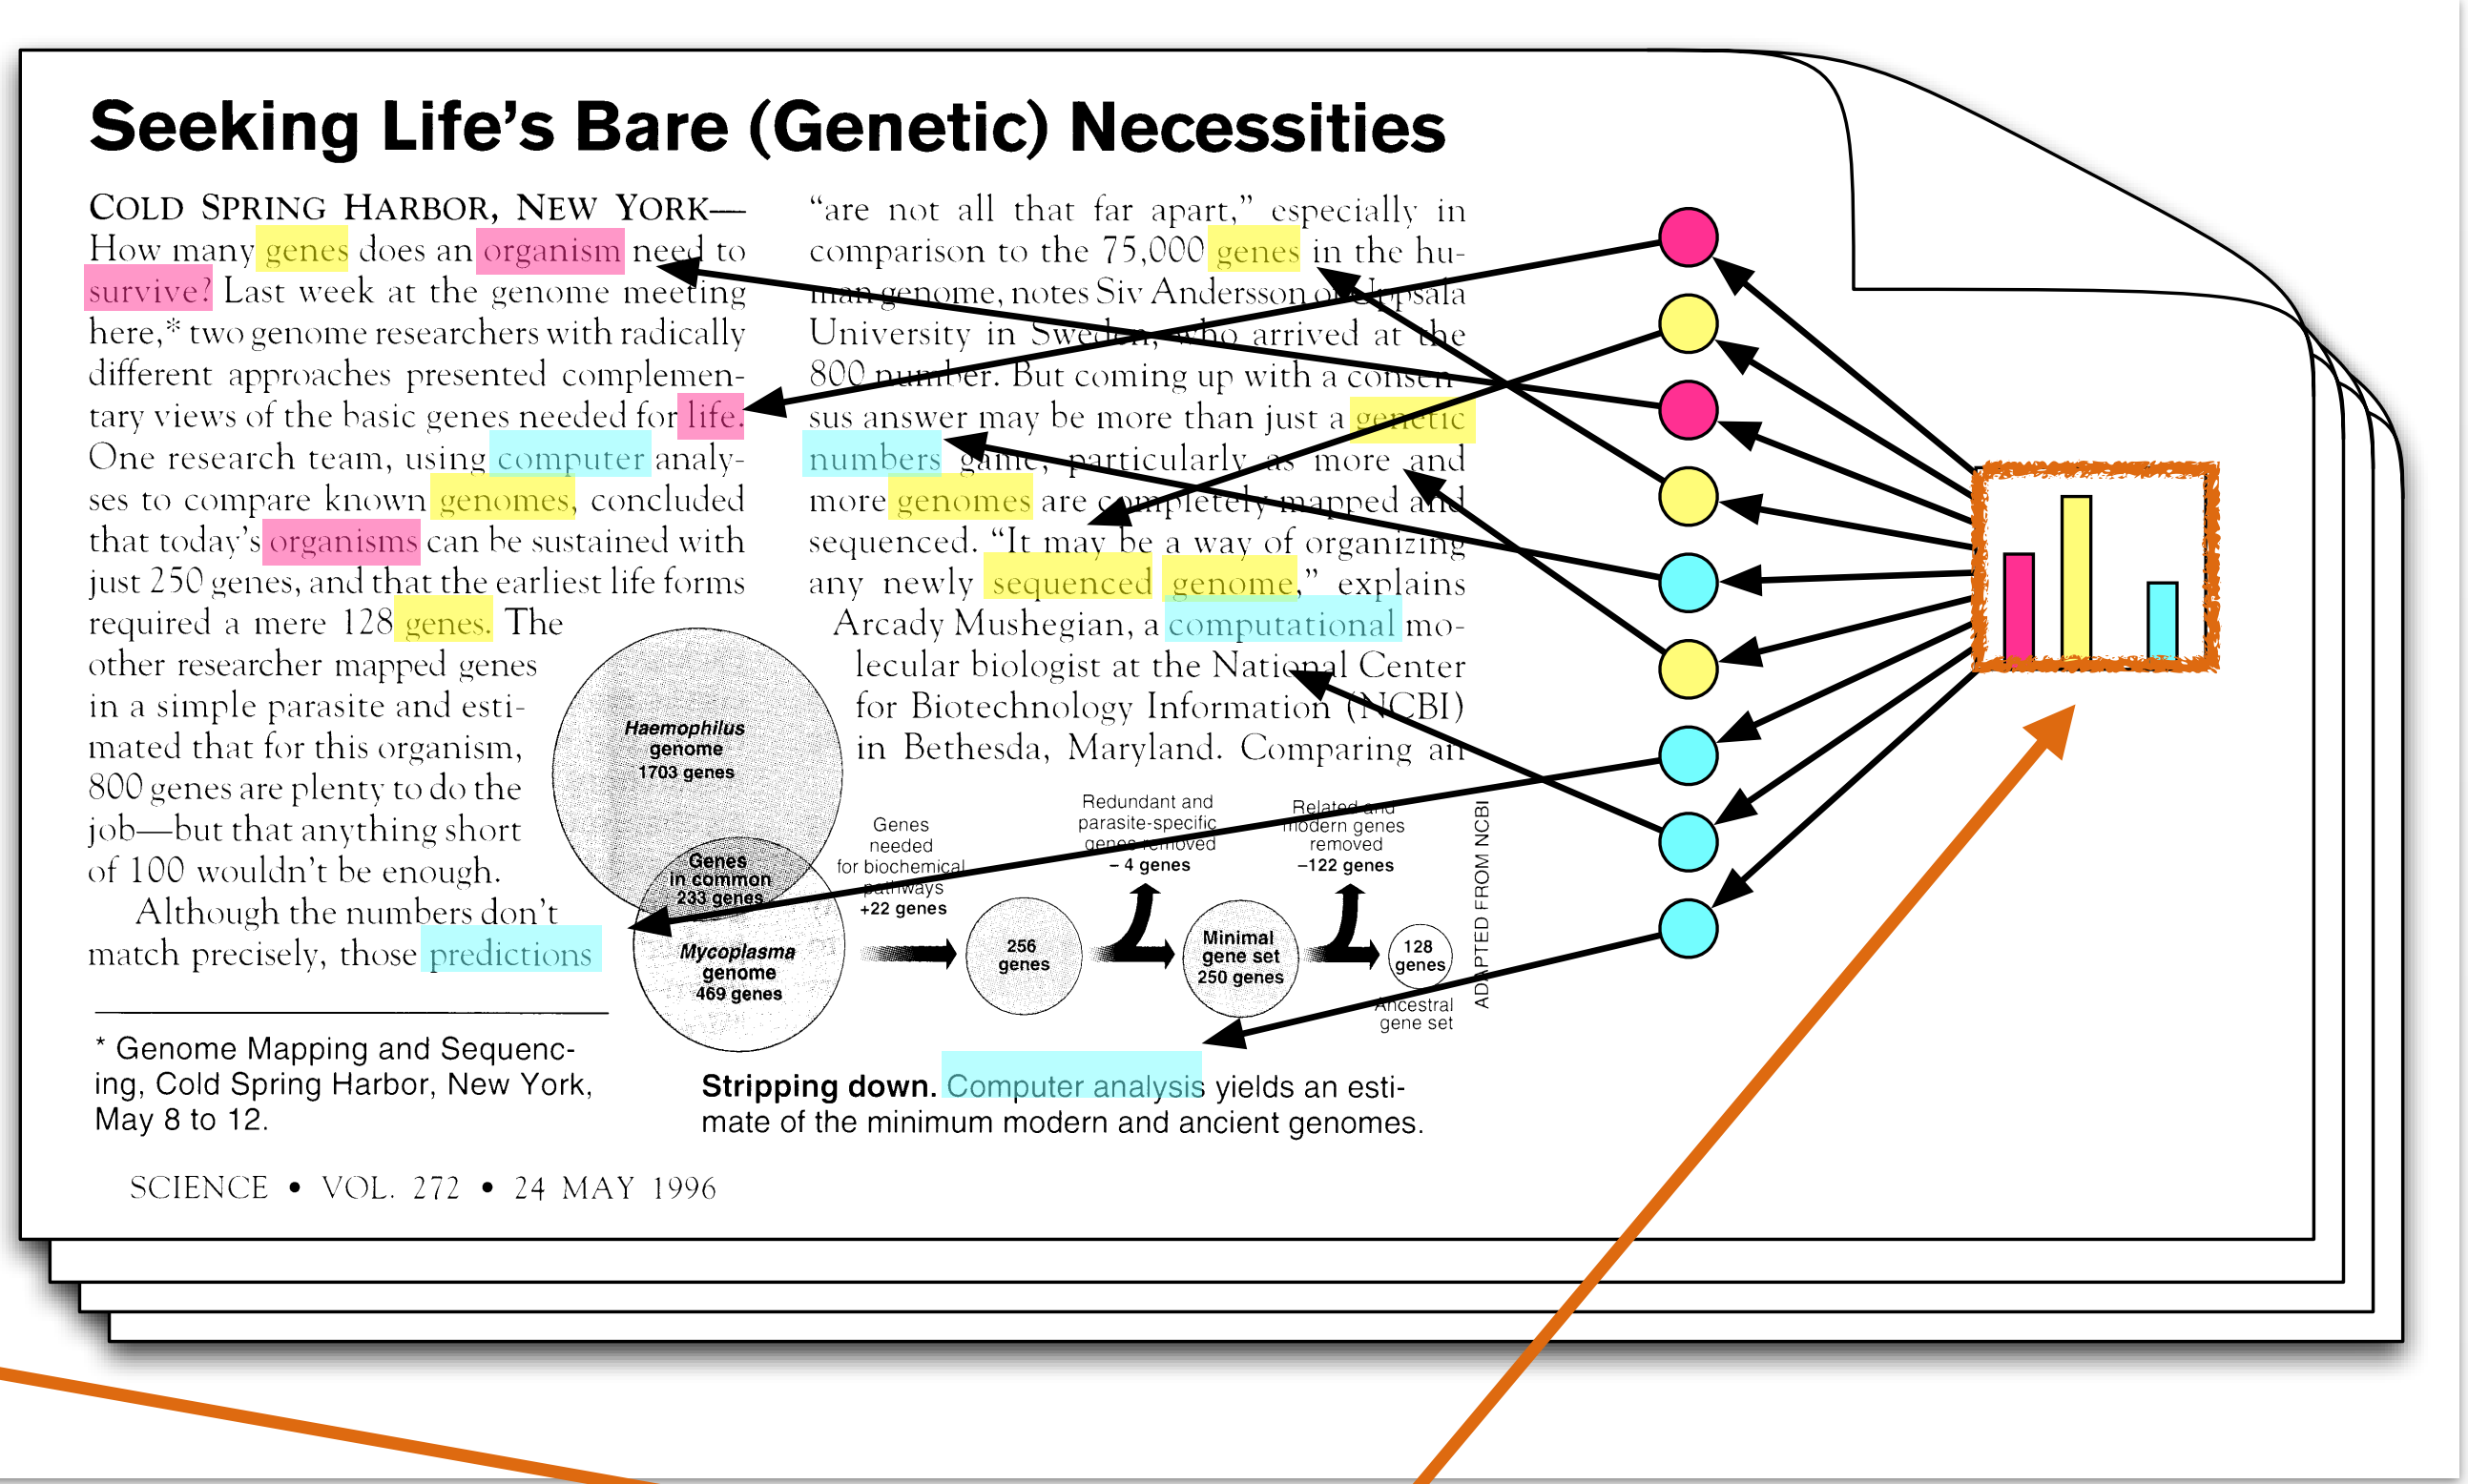 Seeking Life's Bare (Genetic) Necessities
COLD SPRING HARBOR, NEW YORK—
How many genes does an organism need to
survive? Last week at the genome meeting
here,* two genome researchers with radically
different approaches presented complemen-
tary views of the basic genes needed for life.
One research team, using computer analy-
ses to compare known genomes, concluded
that today's organisms can be sustained with
just 250 genes, and that the earliest life forms
required a mere 128 genes. The
other researcher mapped genes
in a simple parasite and esti-
mated that for this organism,
800 genes are plenty to do the
job—but that anything short
of 100 wouldn't be enough.
Although the numbers don't
match precisely, those predictions
* Genome Mapping and Sequenc-
ing, Cold Spring Harbor, New York,
May 8 to 12.
"are not all that far apart," especially in
comparison to the 75,000 genes in the hu-
man genome, notes Siv Andersson of Uppsala
University in Sweden, who arrived at the
800 number. But coming up with a consen-
sus answer may be more than just a genetic
numbers game, particularly as more and
more genomes are completely mapped and
sequenced. "It may be a way of organizing
any newly sequenced genome," explains
Arcady Mushegian, a computational mo-
lecular biologist at the National Center
for Biotechnology Information (NCBI)
in Bethesda, Maryland. Comparing an
Haemophilus
genome
1703 genes
Genes
in common
233 genes
Mycoplasma
genome
469 genes
Genes
needed
for biochemical
pathways
+22 genes
256
genes
Redundant and
parasite-specific
genes removed
– 4 genes
Minimal
gene set
250 genes
Related and
modern genes
removed
–122 genes
128
genes
Ancestral
gene set
ADAPTED FROM NCBI
Stripping down. Computer analysis yields an esti-
mate of the minimum modern and ancient genomes.
SCIENCE • VOL. 272 • 24 MAY 1996